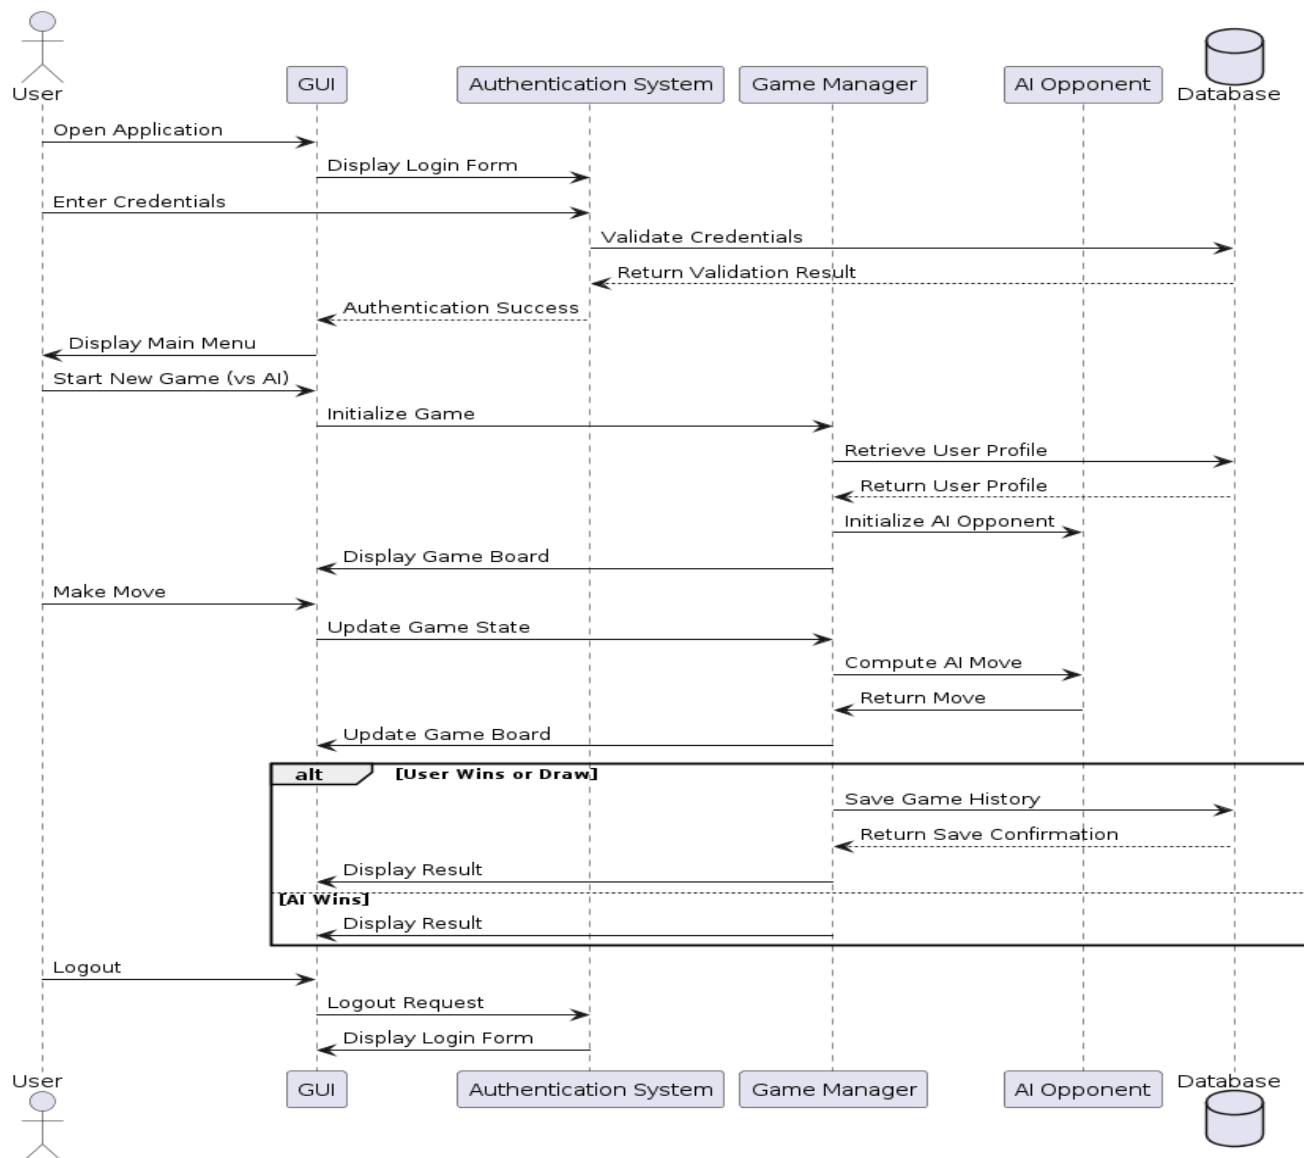 User
GUI
Authentication System
Game Manager
AI Opponent
Database
Open Application
Display Login Form
Enter Credentials
Validate Credentials
Return Validation Result
Authentication Success
Display Main Menu
Start New Game (vs AI)
Initialize Game
Retrieve User Profile
Return User Profile
Initialize AI Opponent
Display Game Board
Make Move
Update Game State
Compute AI Move
Return Move
Update Game Board
alt [User Wins or Draw]
Save Game History
Return Save Confirmation
Display Result
[AI Wins]
Display Result
Logout
Logout Request
Display Login Form
User
GUI
Authentication System
Game Manager
AI Opponent
Database